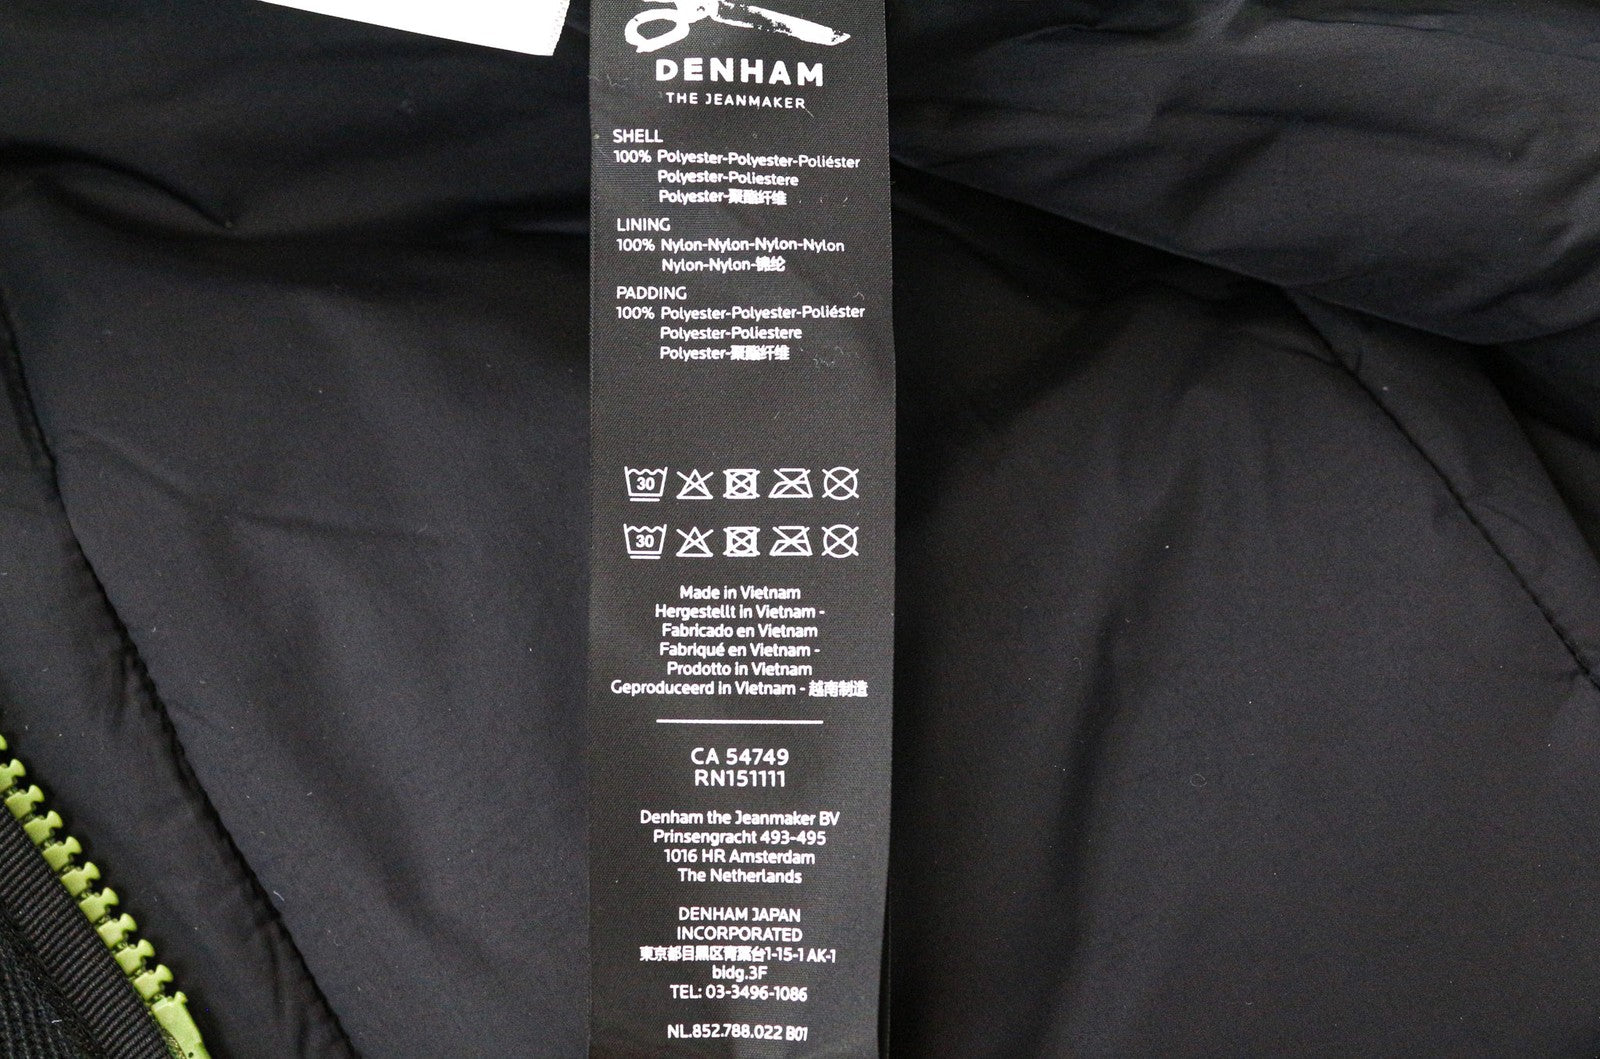 DENHAM
THE JEANMAKER
SHELL
100% Polyester-Polyester-Poliéster
Polyester-Poliestere
Polyester-聚酯纤维
LINING
100% Nylon-Nylon-Nylon-Nylon
Nylon-Nylon-锦纶
PADDING
100% Polyester-Polyester-Poliéster
Polyester-Poliestere
Polyester-聚酯纤维
30
30
Made in Vietnam
Hergestellt in Vietnam -
Fabricado en Vietnam
Fabriqué en Vietnam -
Prodotto in Vietnam
Geproduceerd in Vietnam - 越南制造
CA 54749
RN151111
Denham the Jeanmaker BV
Prinsengracht 493-495
1016 HR Amsterdam
The Netherlands
DENHAM JAPAN
INCORPORATED
東京都目黒区青葉台1-15-1 AK-1
bidg.3F
TEL: 03-3496-1086
NL.852.788.022 B01